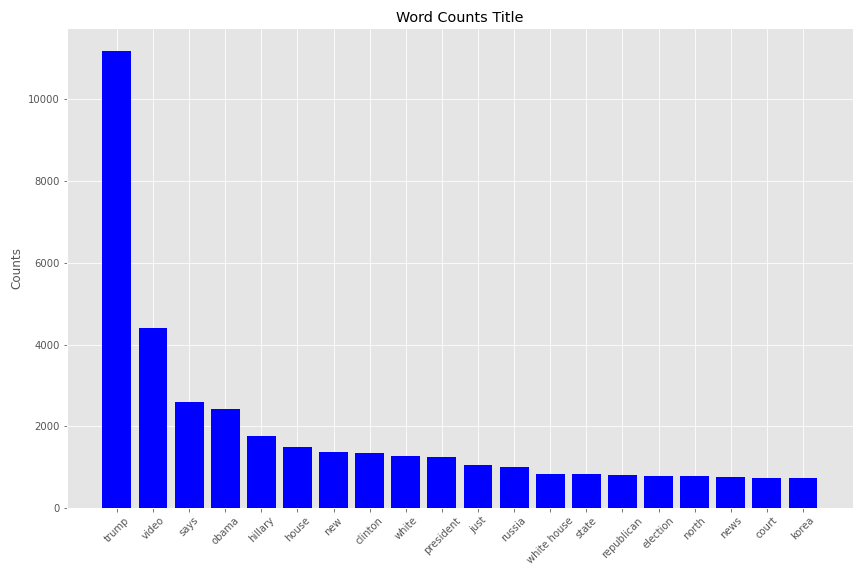 Word Counts Title
Counts
10000
8000
6000
4000
2000
0
trump
video
says
obama
hillary
house
new
clinton
white
president
just
russia
white house
state
republican
election
north
news
court
korea